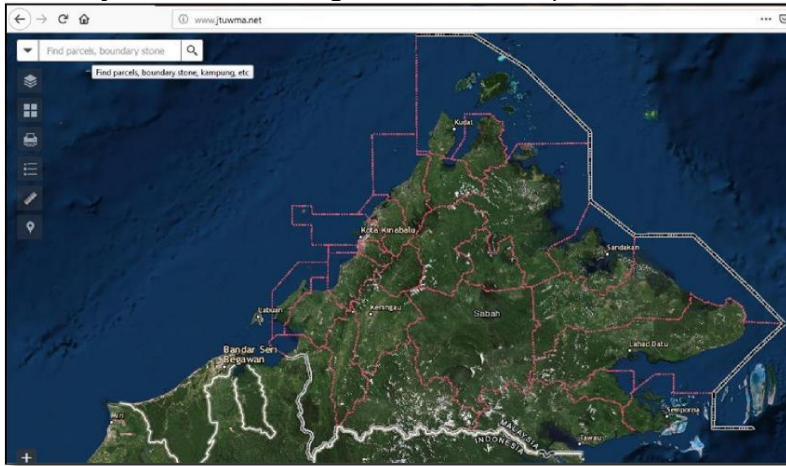 www.jtuwma.net
Find parcels, boundary stone
Find parcels, boundary stone, kampung, etc
Kudat
Kota Kinabalu
Sandakan
Labuan
Keningau
Sabah
Lahad Datu
Bandar Seri
Begawan
Semporna
MALAYSIA
INDONESIA
Tawau